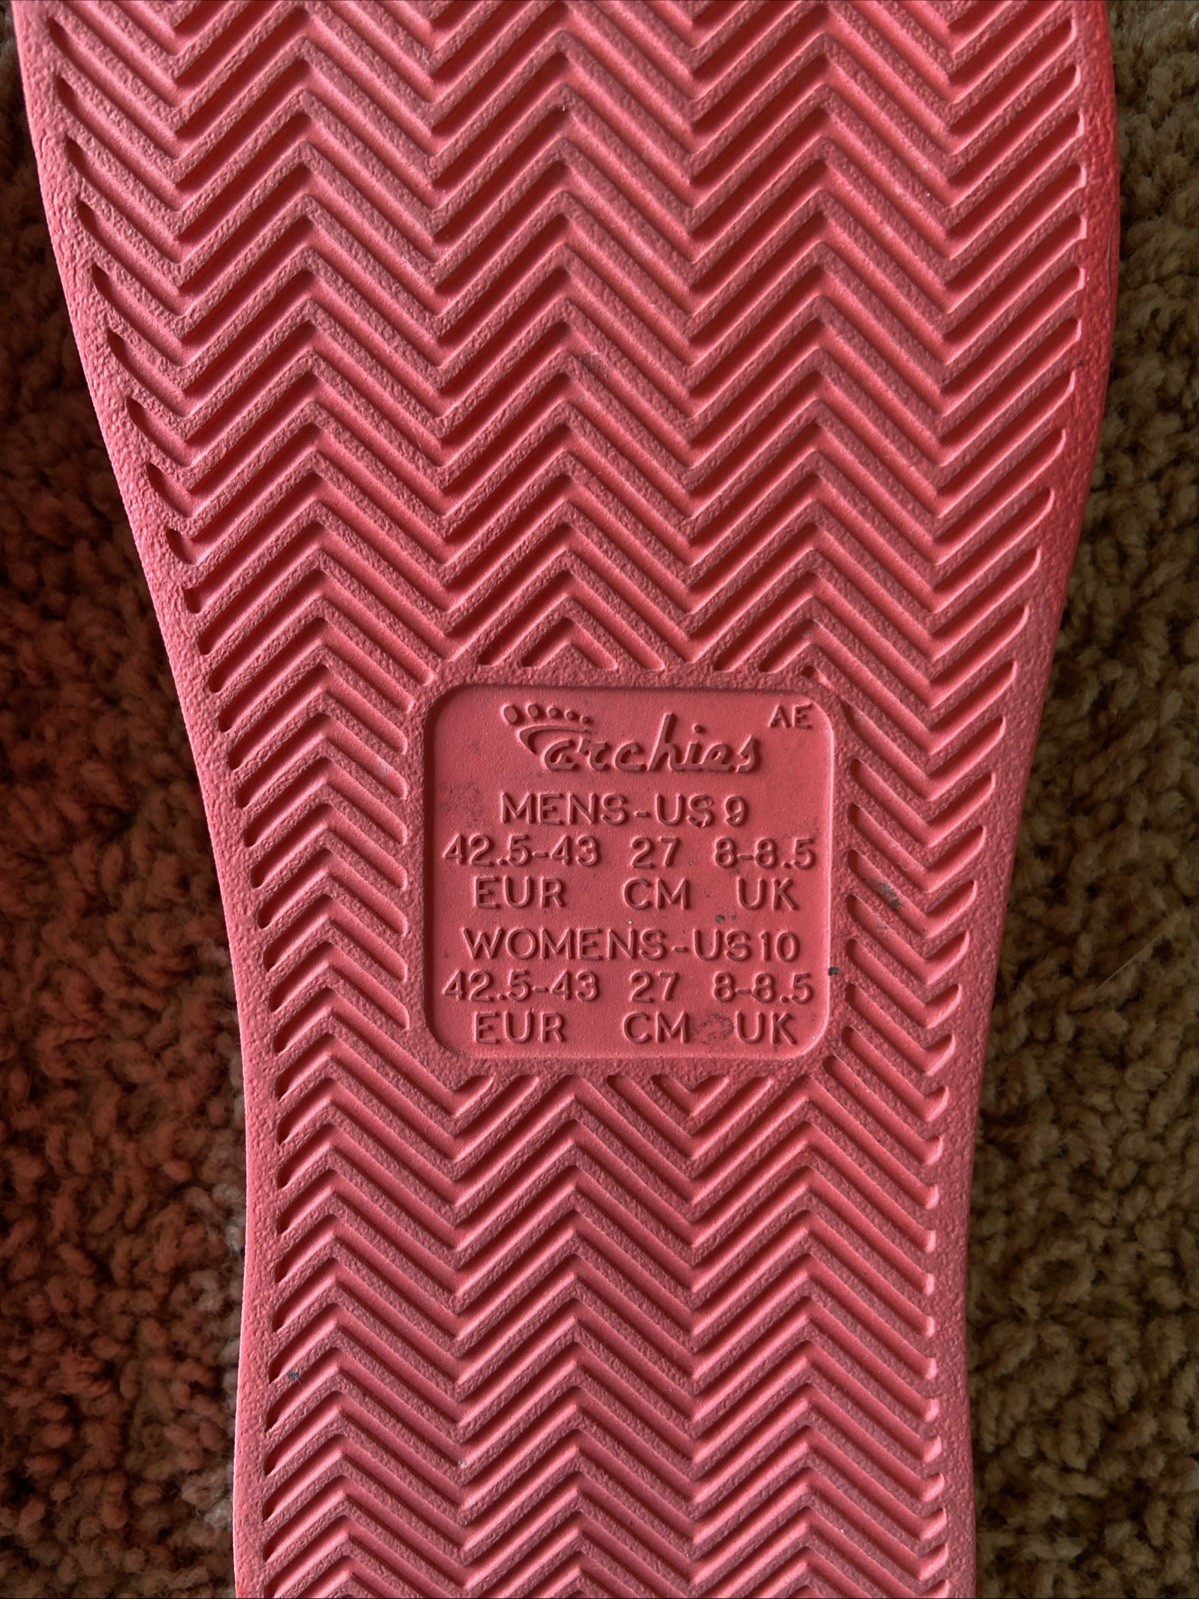 archies AE
MENS-US 9
42.5-43 27 8-8.5
EUR CM UK
WOMENS-US 10
42.5-43 27 8-8.5
EUR CM UK